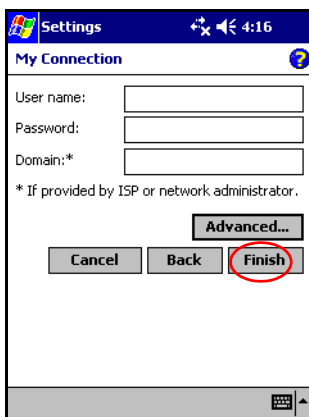 Settings 4:16
My Connection ?
User name:
Password:
Domain:*
* If provided by ISP or network administrator.
Advanced...
Cancel Back Finish